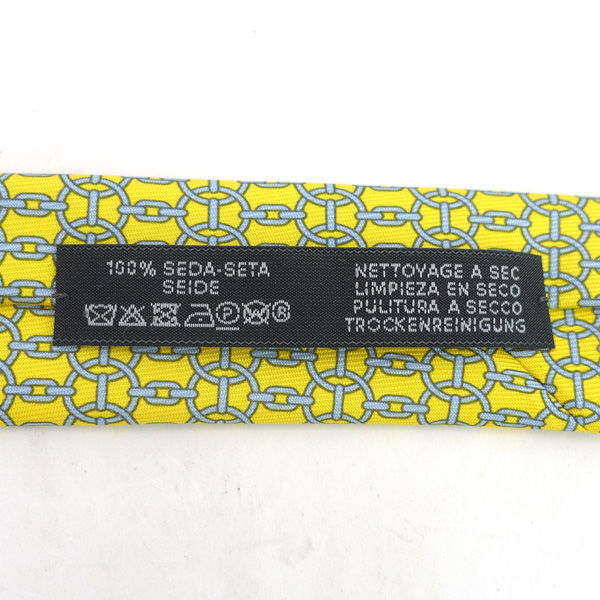 100% SEDA-SETA
SEIDE
P W ®
NETTOYAGE A SEC
LIMPIEZA EN SECO
PULITURA A SECCO
TROCKENREINIGUNG